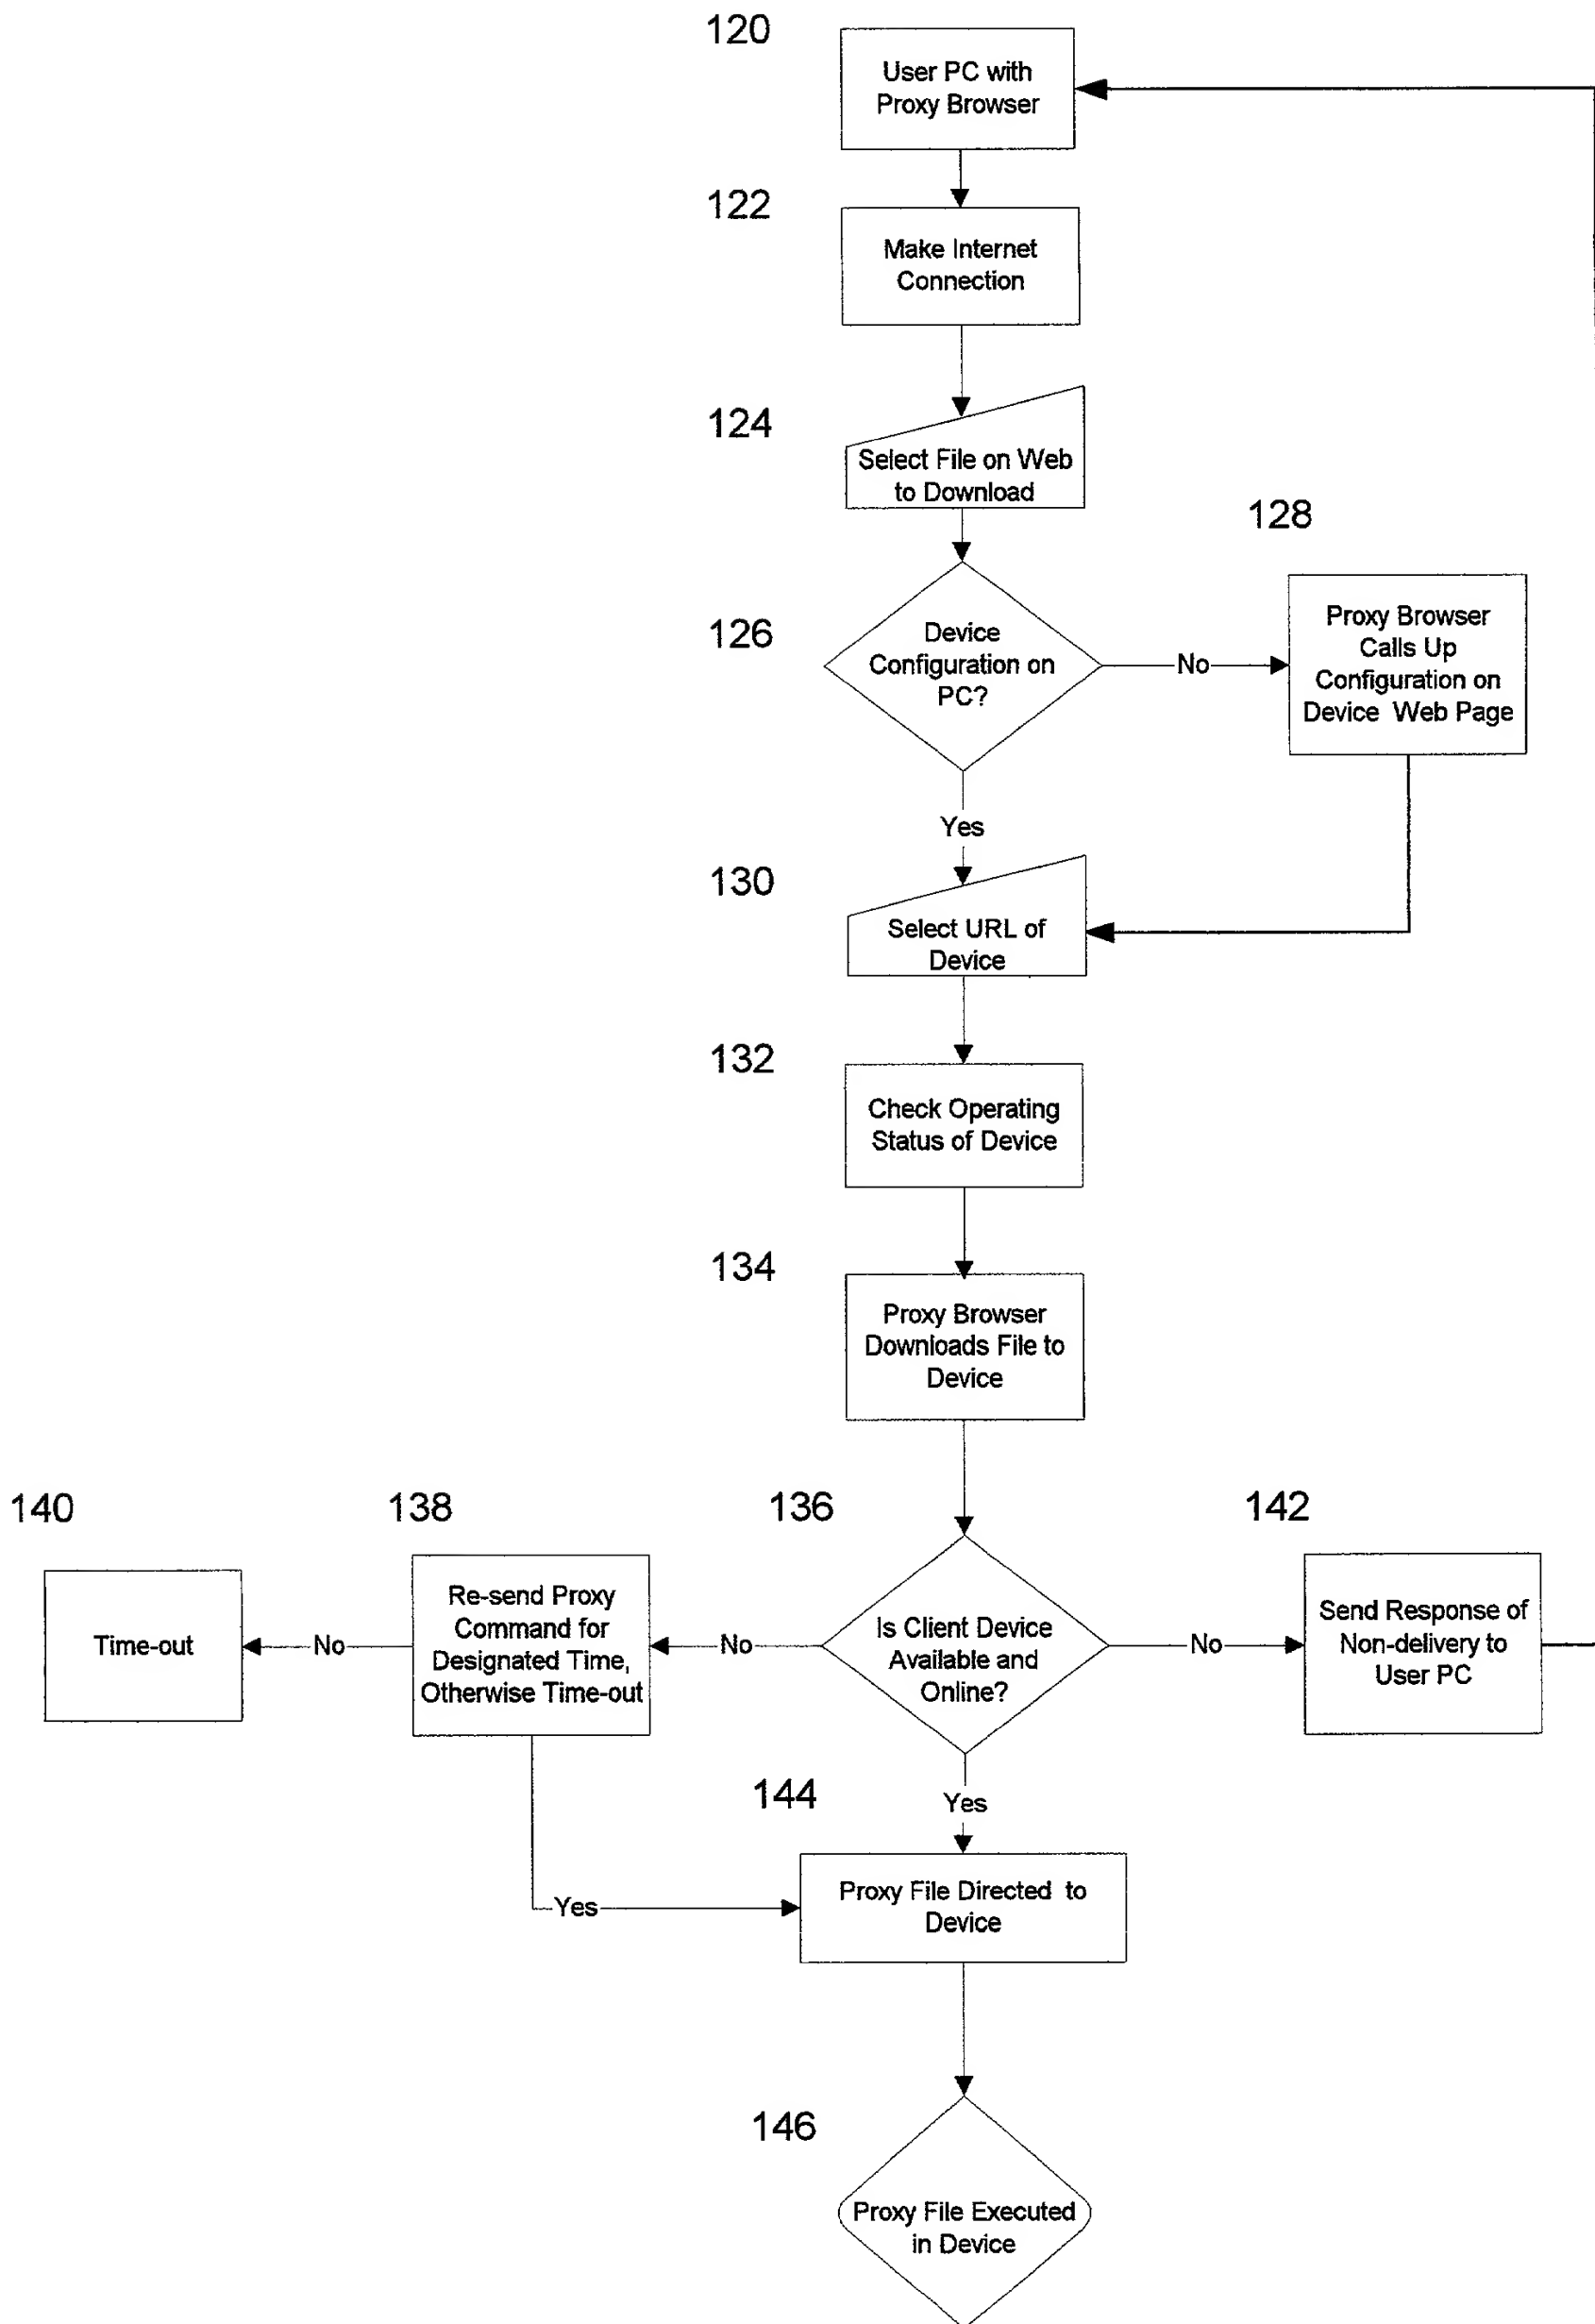 120
User PC with
Proxy Browser
122
Make Internet
Connection
124
Select File on Web
to Download
128
126
Device
Configuration on
PC?
No
Proxy Browser
Calls Up
Configuration on
Device Web Page
Yes
130
Select URL of
Device
132
Check Operating
Status of Device
134
Proxy Browser
Downloads File to
Device
140
138
136
142
Time-out
No
Re-send Proxy
Command for
Designated Time,
Otherwise Time-out
No
Is Client Device
Available and
Online?
No
Send Response of
Non-delivery to
User PC
144
Yes
Yes
Proxy File Directed to
Device
146
Proxy File Executed
in Device